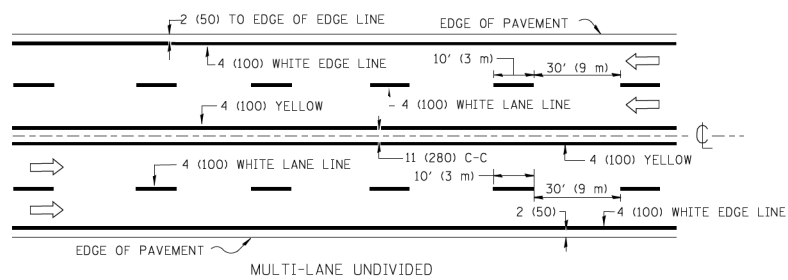 2 (50) TO EDGE OF EDGE LINE
EDGE OF PAVEMENT
4 (100) WHITE EDGE LINE
10' (3 m)
30' (9 m)
4 (100) YELLOW
4 (100) WHITE LANE LINE
CL
4 (100) WHITE LANE LINE
11 (280) C-C
4 (100) YELLOW
10' (3 m)
30' (9 m)
2 (50)
4 (100) WHITE EDGE LINE
EDGE OF PAVEMENT
MULTI-LANE UNDIVIDED